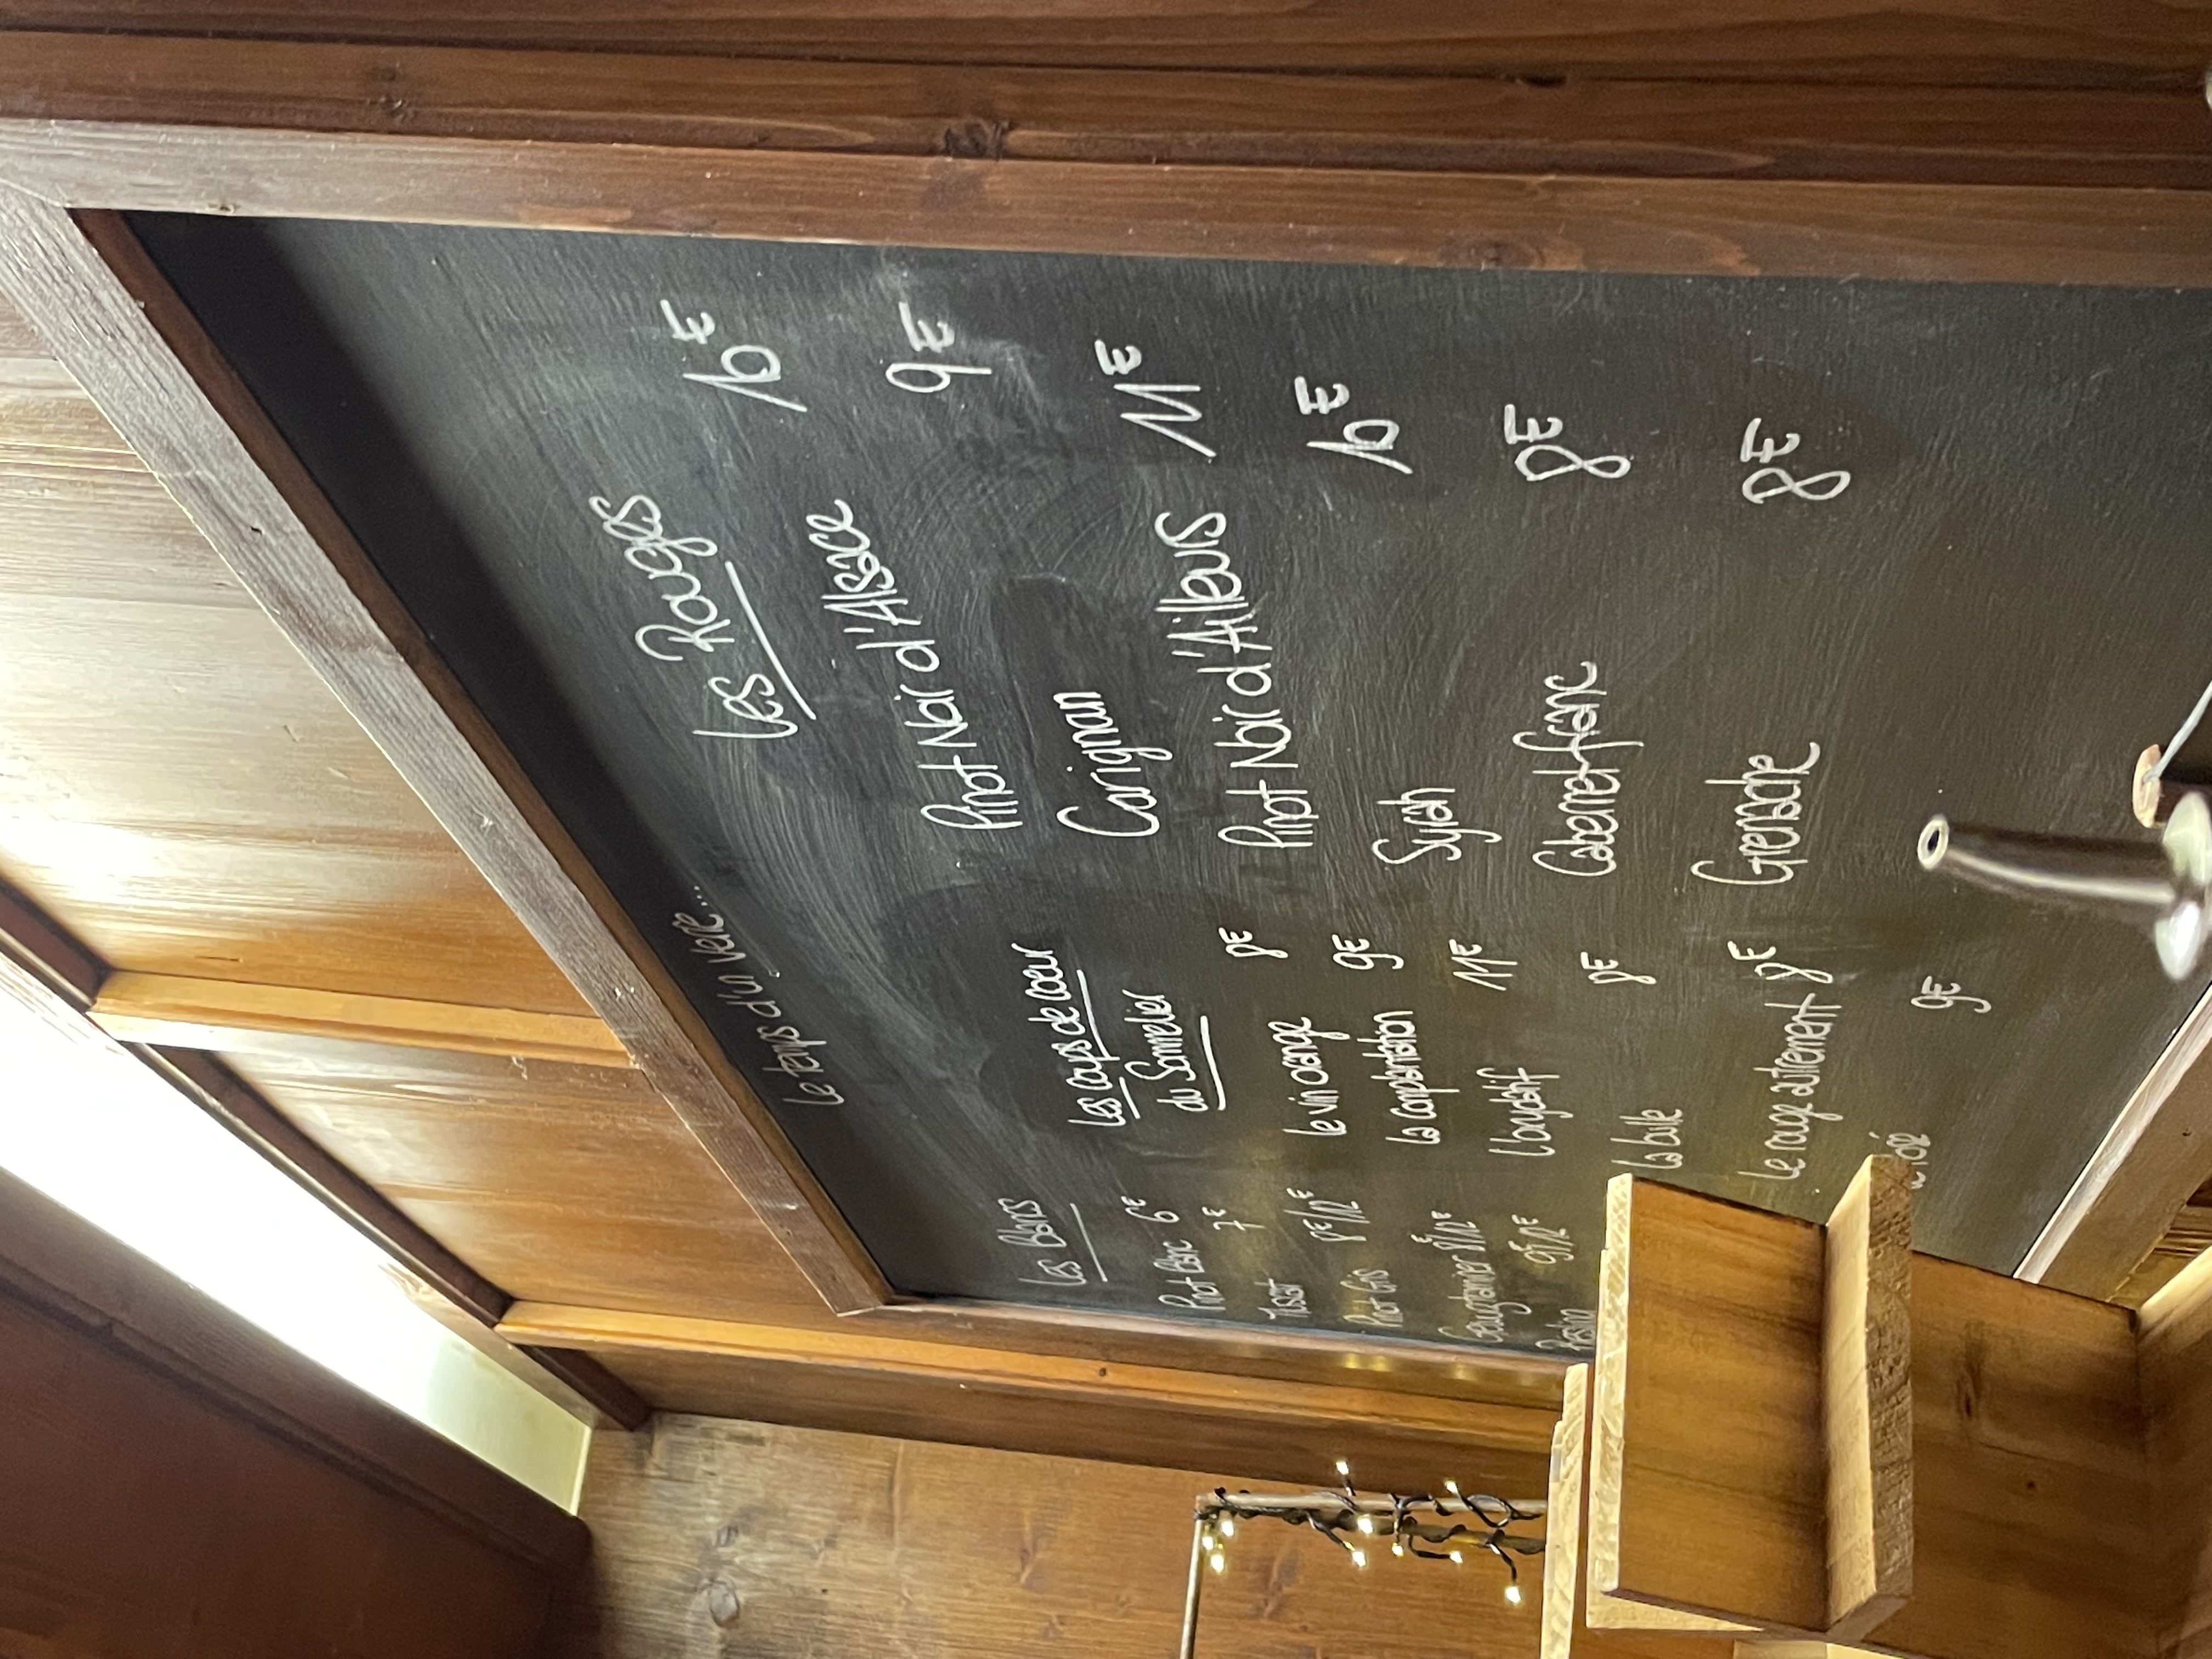 Le temps d'un verre...
Les Blancs
Pinot Blanc 6€
Muscat 7€
Pinot Gris 8€/12€
Gewurztraminer 8€/12€
Riesling 9€/12€
Les coups de coeur
du Sommelier
Le vin orange 8€
La complantation 9€
L'oxydatif 11€
La bulle 8€
Le rouge autrement 8€
Le rosé 9€
Les Rouges
Pinot Noir d'Alsace 10€
Carignan 9€
Pinot Noir d'Ailleurs 11€
Syrah 10€
Cabernet-franc 8€
Grenache 8€